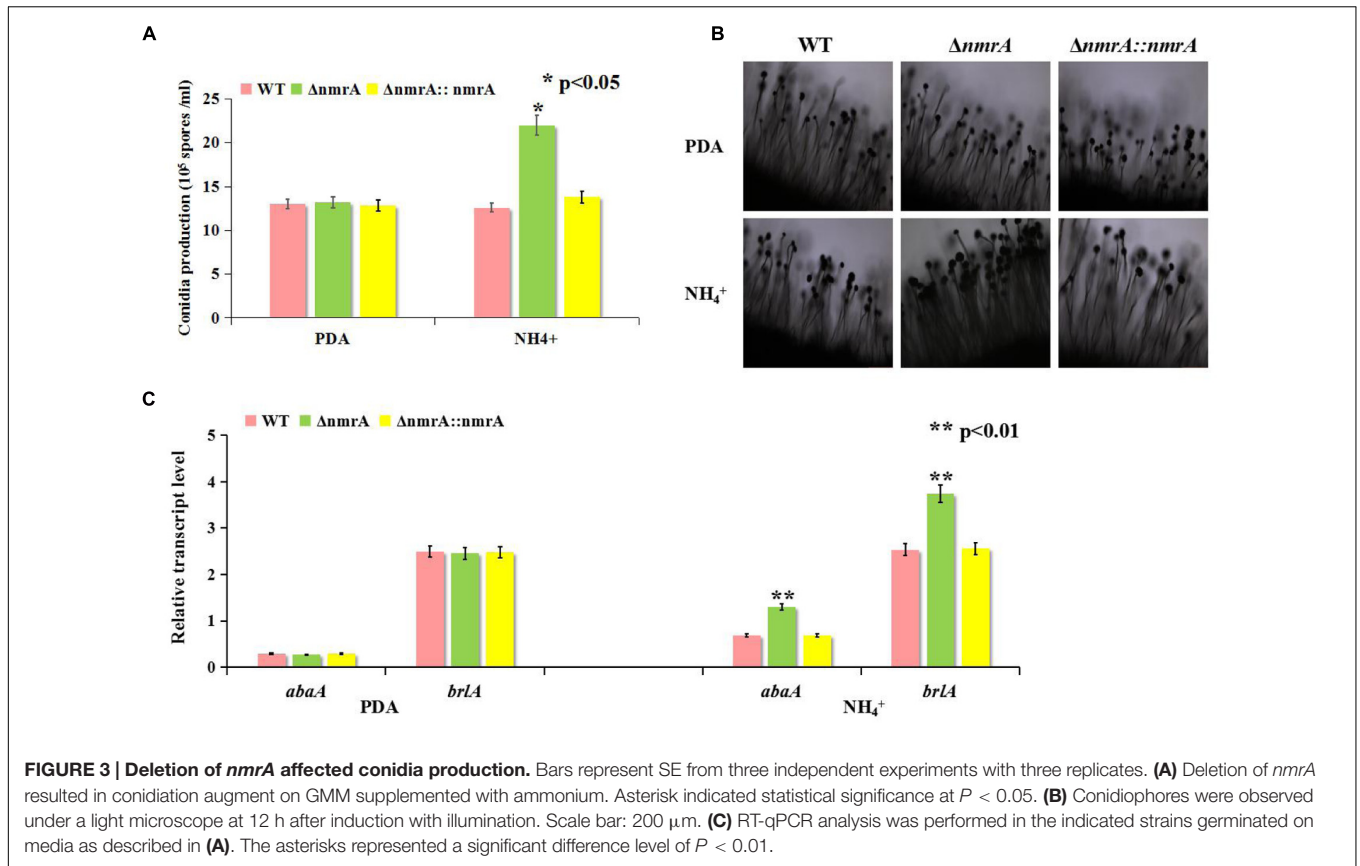 A
WT ΔnmrA ΔnmrA:: nmrA
* p<0.05
Conidia production (10⁵ spores /ml)
25
20
15
10
5
0
*
PDA NH4+
B
WT ΔnmrA ΔnmrA::nmrA
PDA
NH₄⁺
C
WT ΔnmrA ΔnmrA::nmrA
** p<0.01
Relative transcript level
5
4
3
2
1
0
** **
abaA brlA abaA brlA
PDA NH₄⁺
FIGURE 3 | Deletion of nmrA affected conidia production. Bars represent SE from three independent experiments with three replicates. (A) Deletion of nmrA
resulted in conidiation augment on GMM supplemented with ammonium. Asterisk indicated statistical significance at P < 0.05. (B) Conidiophores were observed
under a light microscope at 12 h after induction with illumination. Scale bar: 200 μm. (C) RT-qPCR analysis was performed in the indicated strains germinated on
media as described in (A). The asterisks represented a significant difference level of P < 0.01.